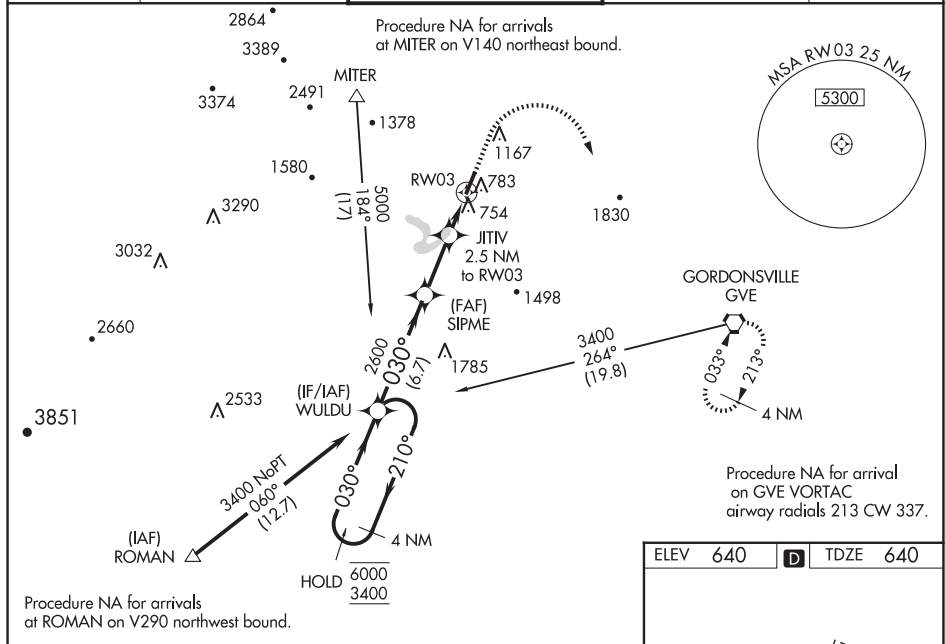 Procedure NA for arrivals
at MITER on V140 northeast bound.
2864
3389
3374
2491
MITER
1378
1580
3290
3032
2660
2533
3851
5000
184°
(17)
RW03
1167
783
754
1830
JITIV
2.5 NM
to RW03
1498
(FAF)
SIPME
1785
2600
030°
(6.7)
(IF/IAF)
WULDU
030°
210°
4 NM
HOLD
6000
3400
3400 NoPT
060°
(12.7)
(IAF)
ROMAN
Procedure NA for arrivals
at ROMAN on V290 northwest bound.
MSA RW03 25 NM
5300
GORDONSVILLE
GVE
3400
264°
(19.8)
033°
213°
4 NM
Procedure NA for arrival
on GVE VORTAC
airway radials 213 CW 337.
ELEV 640 D TDZE 640